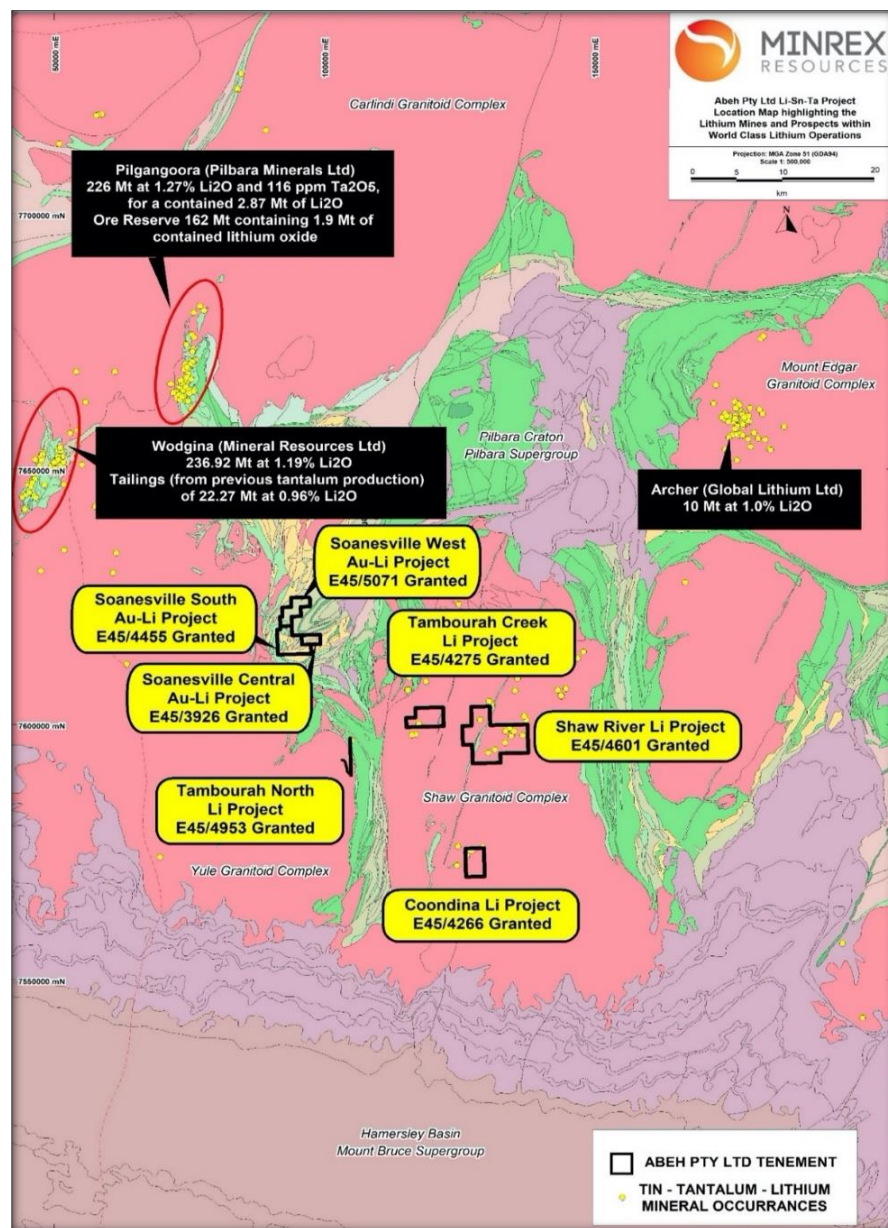 MINREX
RESOURCES
Abeh Pty Ltd Li-Sn-Ta Project
Location Map highlighting the
Lithium Mines and Prospects within
World Class Lithium Operations
Projection: MGA Zone 51 (GDA94)
Scale 1: 500,000
0 5 10 20
km
N
50000 mE
100000 mE
150000 mE
Carlindi Granitoid Complex
Pilgangoora (Pilbara Minerals Ltd)
226 Mt at 1.27% Li2O and 116 ppm Ta2O5,
for a contained 2.87 Mt of Li2O
Ore Reserve 162 Mt containing 1.9 Mt of
contained lithium oxide
7700000 mN
Mount Edgar
Granitoid Complex
Pilbara Craton
Pilbara Supergroup
Wodgina (Mineral Resources Ltd)
236.92 Mt at 1.19% Li2O
Tailings (from previous tantalum production)
of 22.27 Mt at 0.96% Li2O
7650000 mN
Archer (Global Lithium Ltd)
10 Mt at 1.0% Li2O
Soanesville West
Au-Li Project
E45/5071 Granted
Soanesville South
Au-Li Project
E45/4455 Granted
Tambourah Creek
Li Project
E45/4275 Granted
Soanesville Central
Au-Li Project
E45/3926 Granted
7600000 mN
Shaw River Li Project
E45/4601 Granted
Tambourah North
Li Project
E45/4953 Granted
Shaw Granitoid Complex
Yule Granitoid Complex
Coondina Li Project
E45/4266 Granted
7550000 mN
Hamersley Basin
Mount Bruce Supergroup
ABEH PTY LTD TENEMENT
TIN - TANTALUM - LITHIUM
MINERAL OCCURRANCES